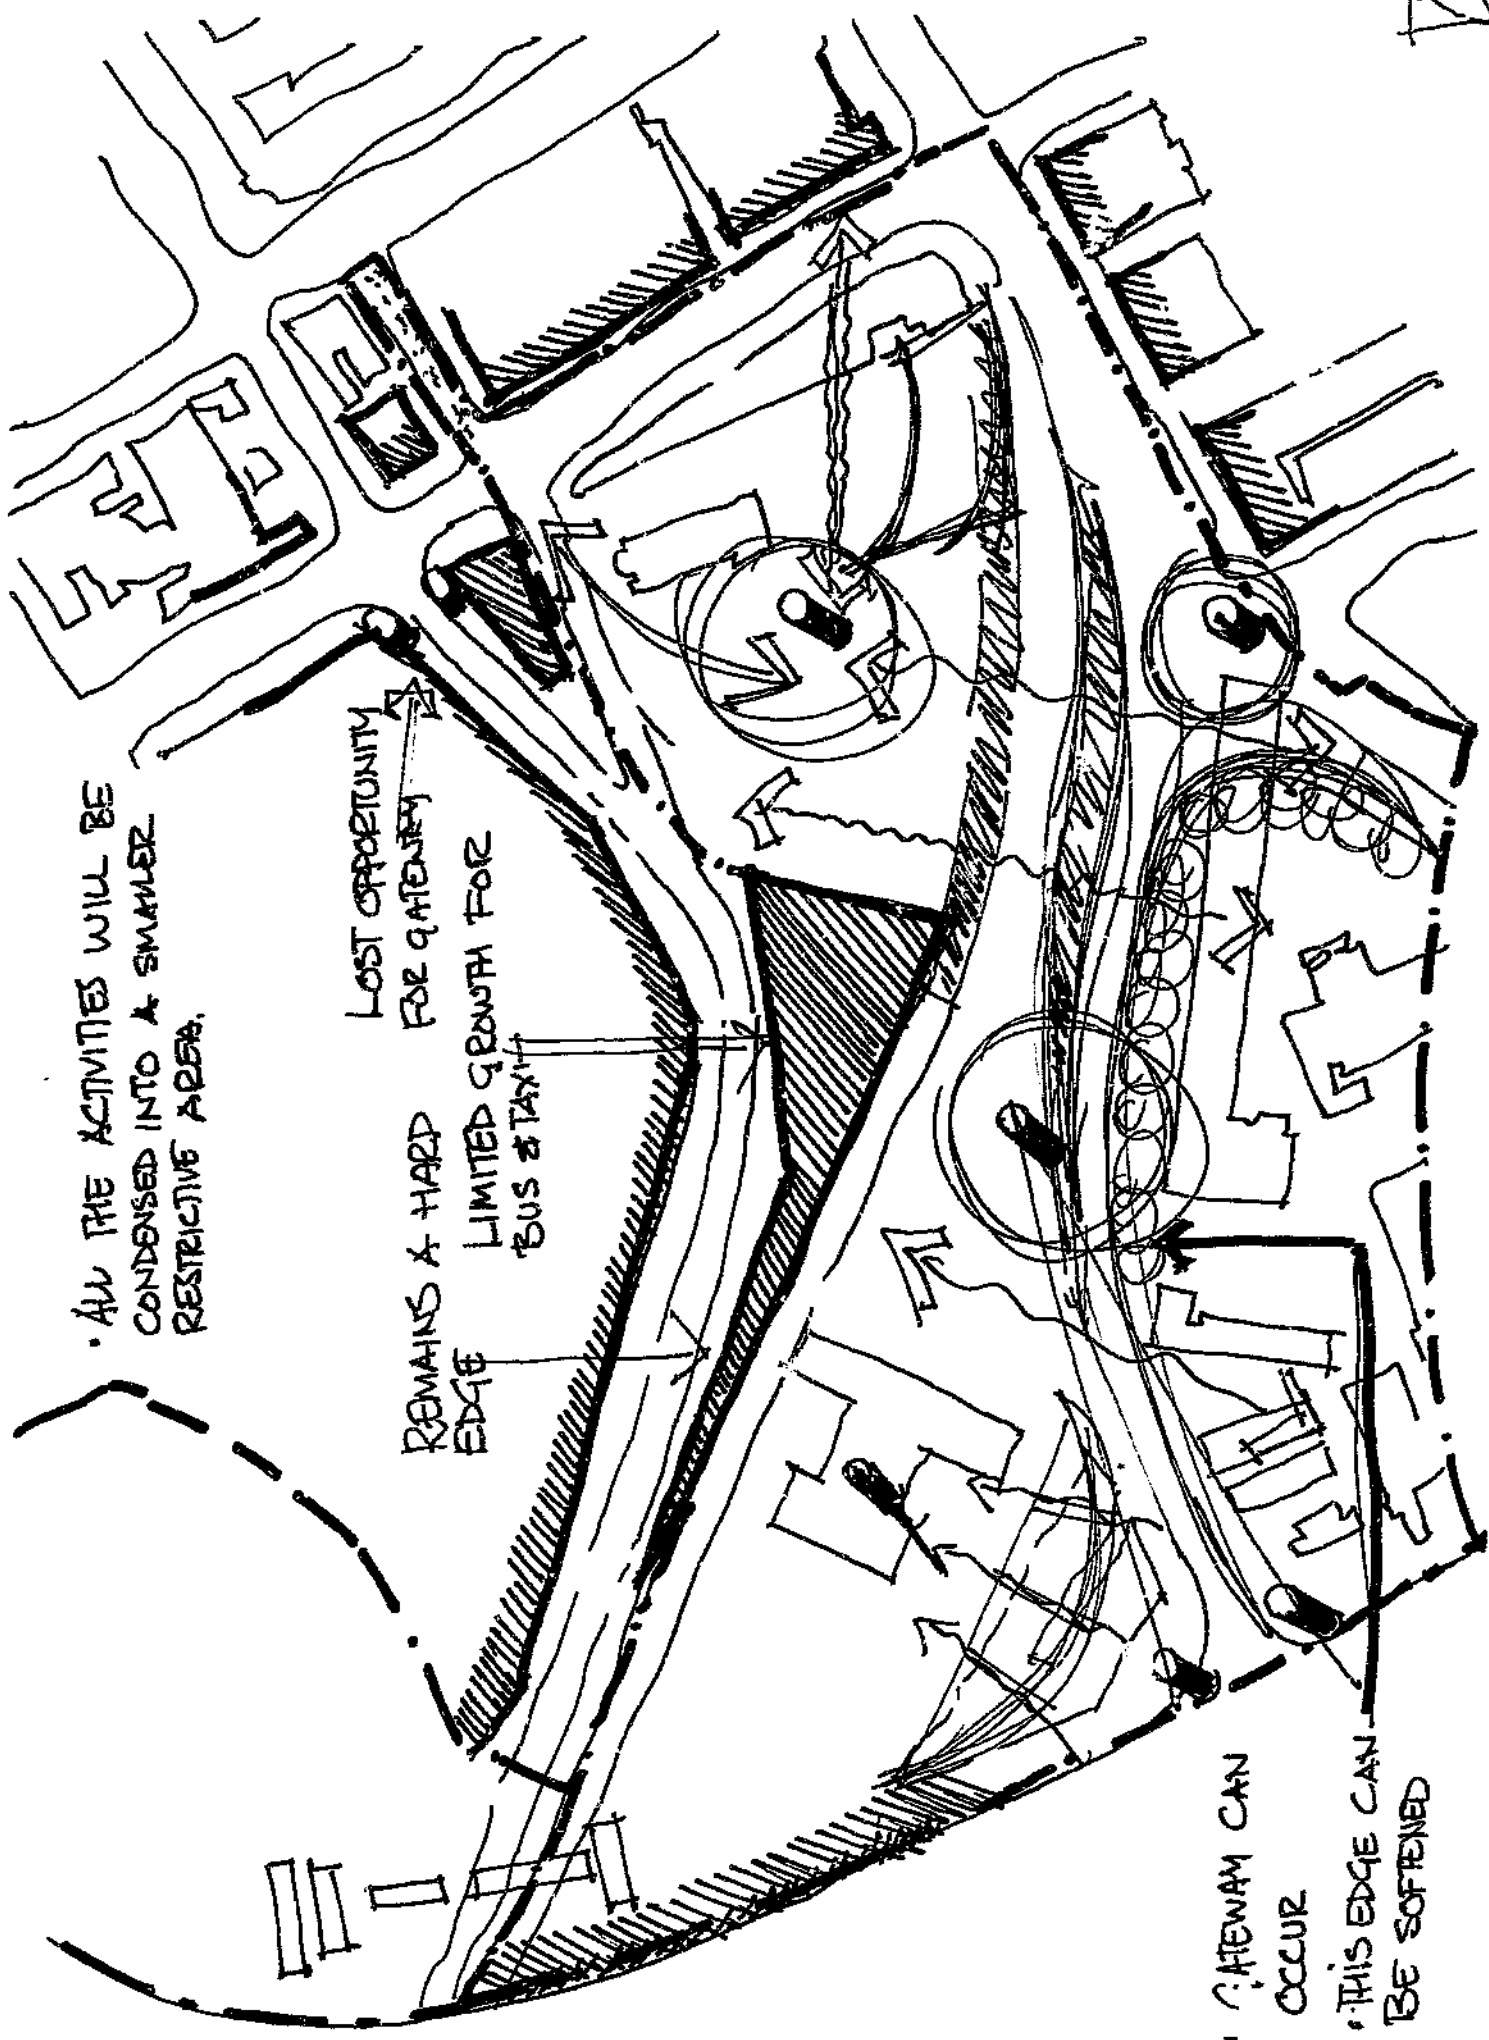 • ALL THE ACTIVITIES WILL BE
CONDENSED INTO A SMALLER
RESTRICTIVE AREA.
LOST OPPORTUNITY
FOR GATEWAY
REMAINS A HARD
EDGE
LIMITED GROWTH FOR
BUS & TAXI
• GATEWAY CAN
OCCUR
• THIS EDGE CAN
BE SOFTENED